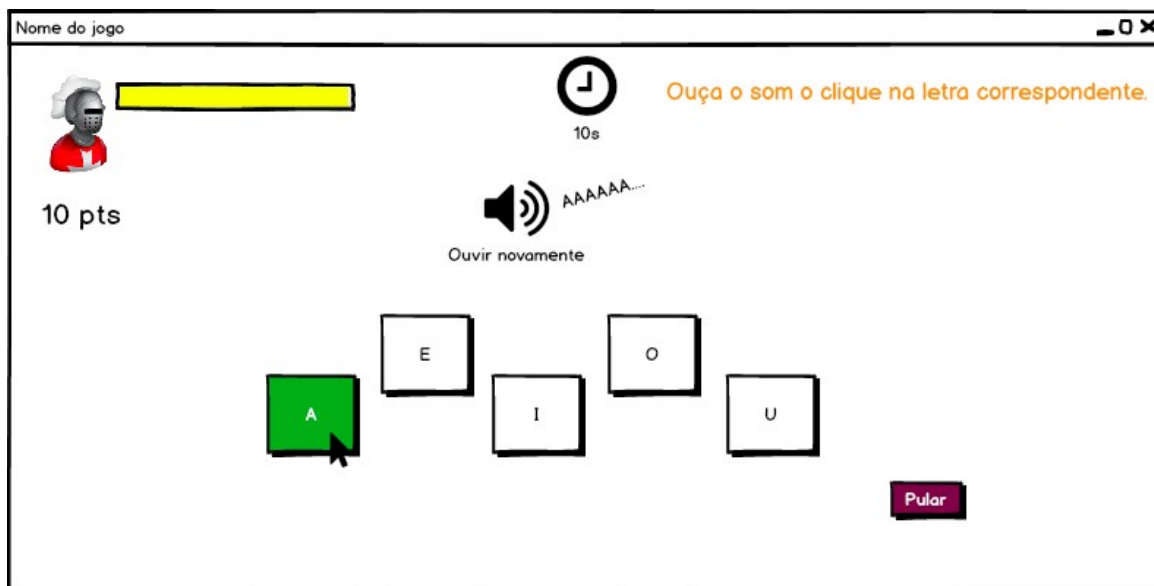 Nome do jogo
Ouça o som o clique na letra correspondente.
10s
10 pts
AAAAAA....
Ouvir novamente
E
O
A
I
U
Pular